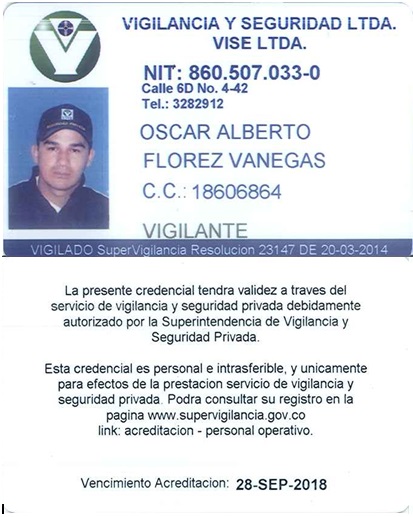 VIGILANCIA Y SEGURIDAD LTDA.
VISE LTDA.
NIT: 860.507.033-0
Calle 6D No. 4-42
Tel.: 3282912
OSCAR ALBERTO
FLOREZ VANEGAS
C.C.: 18606864
VIGILANTE
VIGILADO SuperVigilancia Resolucion 23147 DE 20-03-2014
La presente credencial tendra validez a traves del
servicio de vigilancia y seguridad privada debidamente
autorizado por la Superintendencia de Vigilancia y
Seguridad Privada.
Esta credencial es personal e intrasferible, y unicamente
para efectos de la prestacion servicio de vigilancia y
seguridad privada. Podra consultar su registro en la
pagina www.supervigilancia.gov.co
link: acreditacion - personal operativo.
Vencimiento Acreditacion: 28-SEP-2018